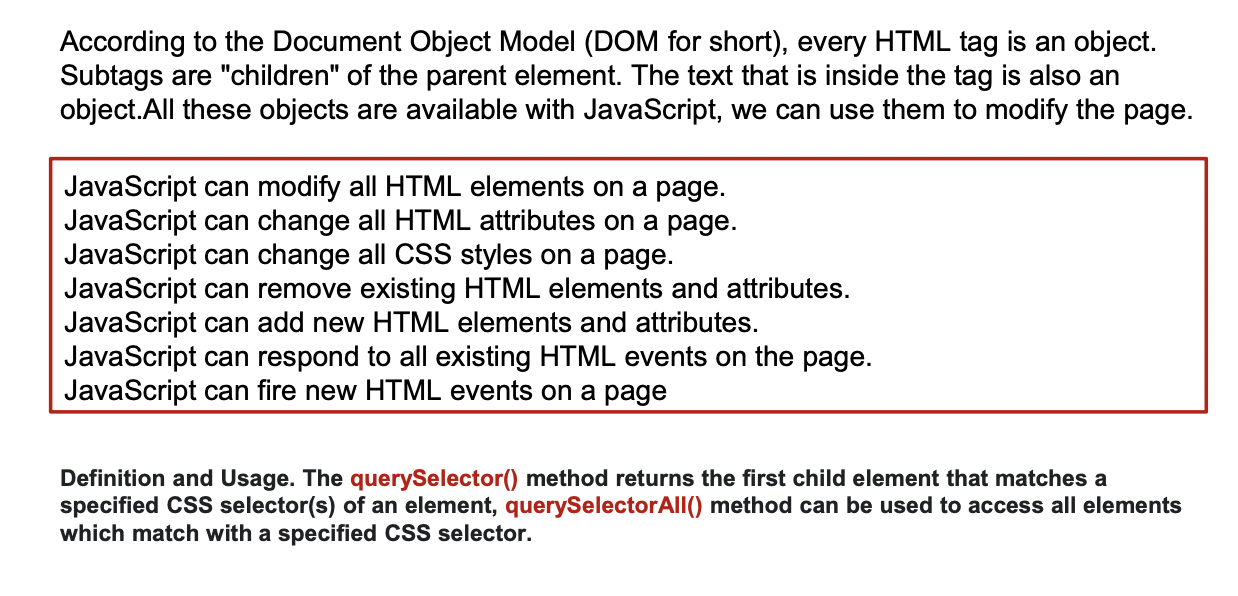 According to the Document Object Model (DOM for short), every HTML tag is an object.
Subtags are "children" of the parent element. The text that is inside the tag is also an
object.All these objects are available with JavaScript, we can use them to modify the page.
JavaScript can modify all HTML elements on a page.
JavaScript can change all HTML attributes on a page.
JavaScript can change all CSS styles on a page.
JavaScript can remove existing HTML elements and attributes.
JavaScript can add new HTML elements and attributes.
JavaScript can respond to all existing HTML events on the page.
JavaScript can fire new HTML events on a page
Definition and Usage. The querySelector() method returns the first child element that matches a
specified CSS selector(s) of an element, querySelectorAll() method can be used to access all elements
which match with a specified CSS selector.